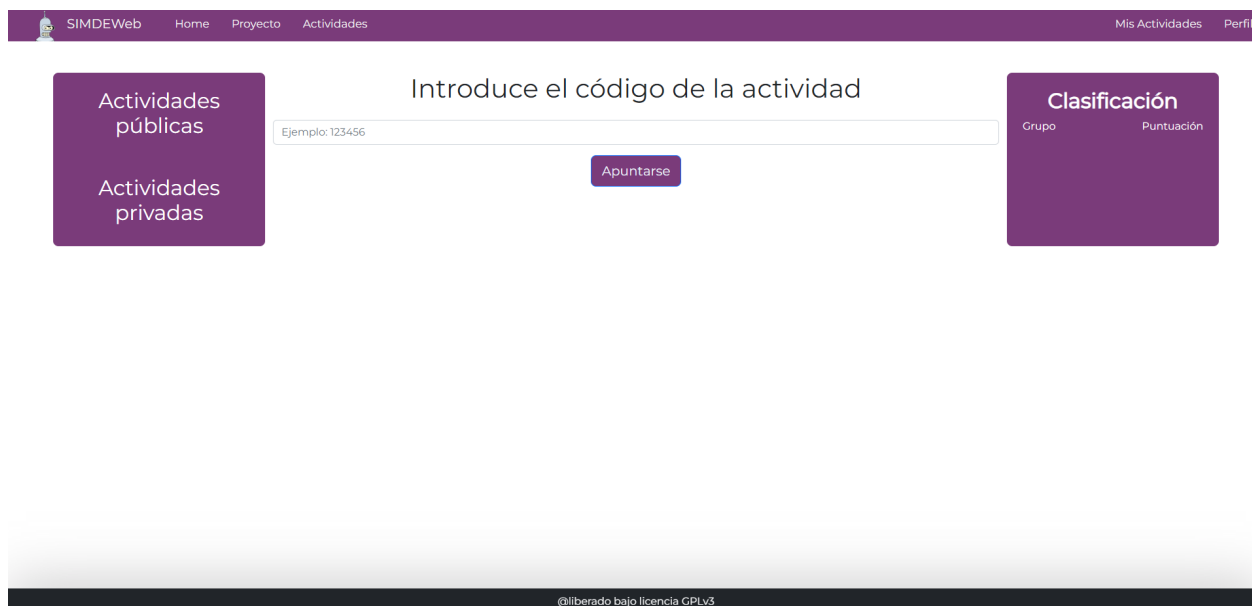 SIMDEWeb Home Proyecto Actividades Mis Actividades Perfil
Actividades
públicas
Actividades
privadas
Introduce el código de la actividad
Ejemplo: 123456
Apuntarse
Clasificación
Grupo Puntuación
@liberado bajo licencia GPLv3